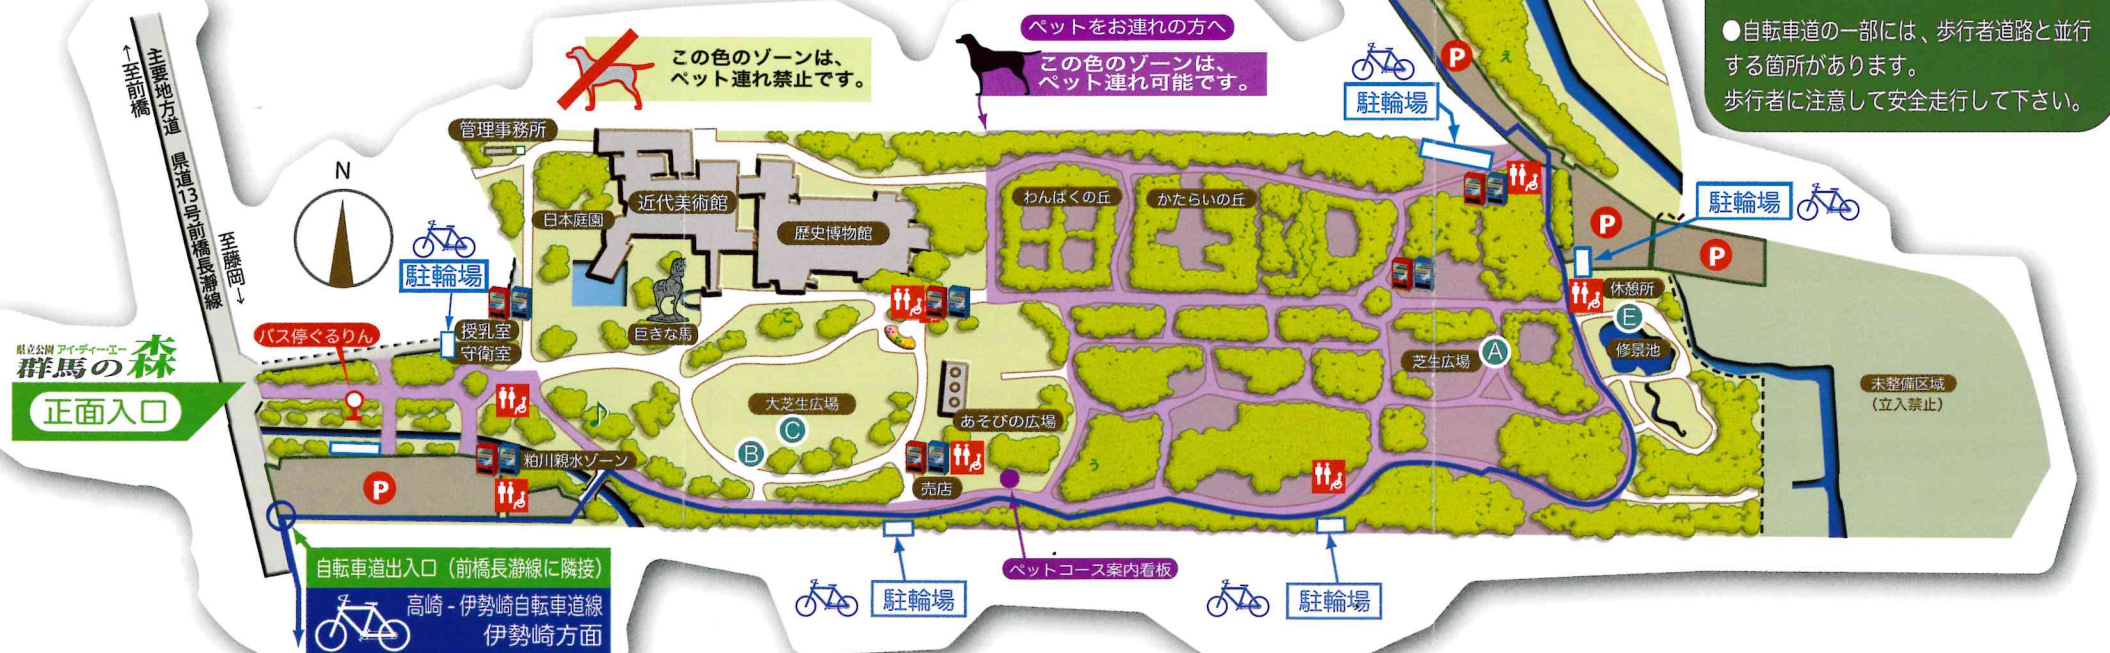 ペットをお連れの方へ
この色のゾーンは、
ペット連れ禁止です。
この色のゾーンは、
ペット連れ可能です。
●自転車道の一部には、歩行者道路と並行
する箇所があります。
歩行者に注意して安全走行して下さい。
←至前橋
主要地方道 県道13号前橋長瀞線
至藤岡→
N
管理事務所
近代美術館
日本庭園
歴史博物館
巨きな馬
わんぱくの丘
かたらいの丘
駐輪場
駐輪場
駐輪場
P
え
P
P
休憩所
E
修景池
未整備区域
(立入禁止)
授乳室
守衛室
バス停ぐるりん
県立公園 アイ・ディー・エー
群馬の森
正面入口
こ
大芝生広場
C
B
♪
あそびの広場
芝生広場
A
う
売店
粕川親水ゾーン
P
ペットコース案内看板
駐輪場
駐輪場
自転車道出入口(前橋長瀞線に隣接)
高崎-伊勢崎自転車道線
伊勢崎方面